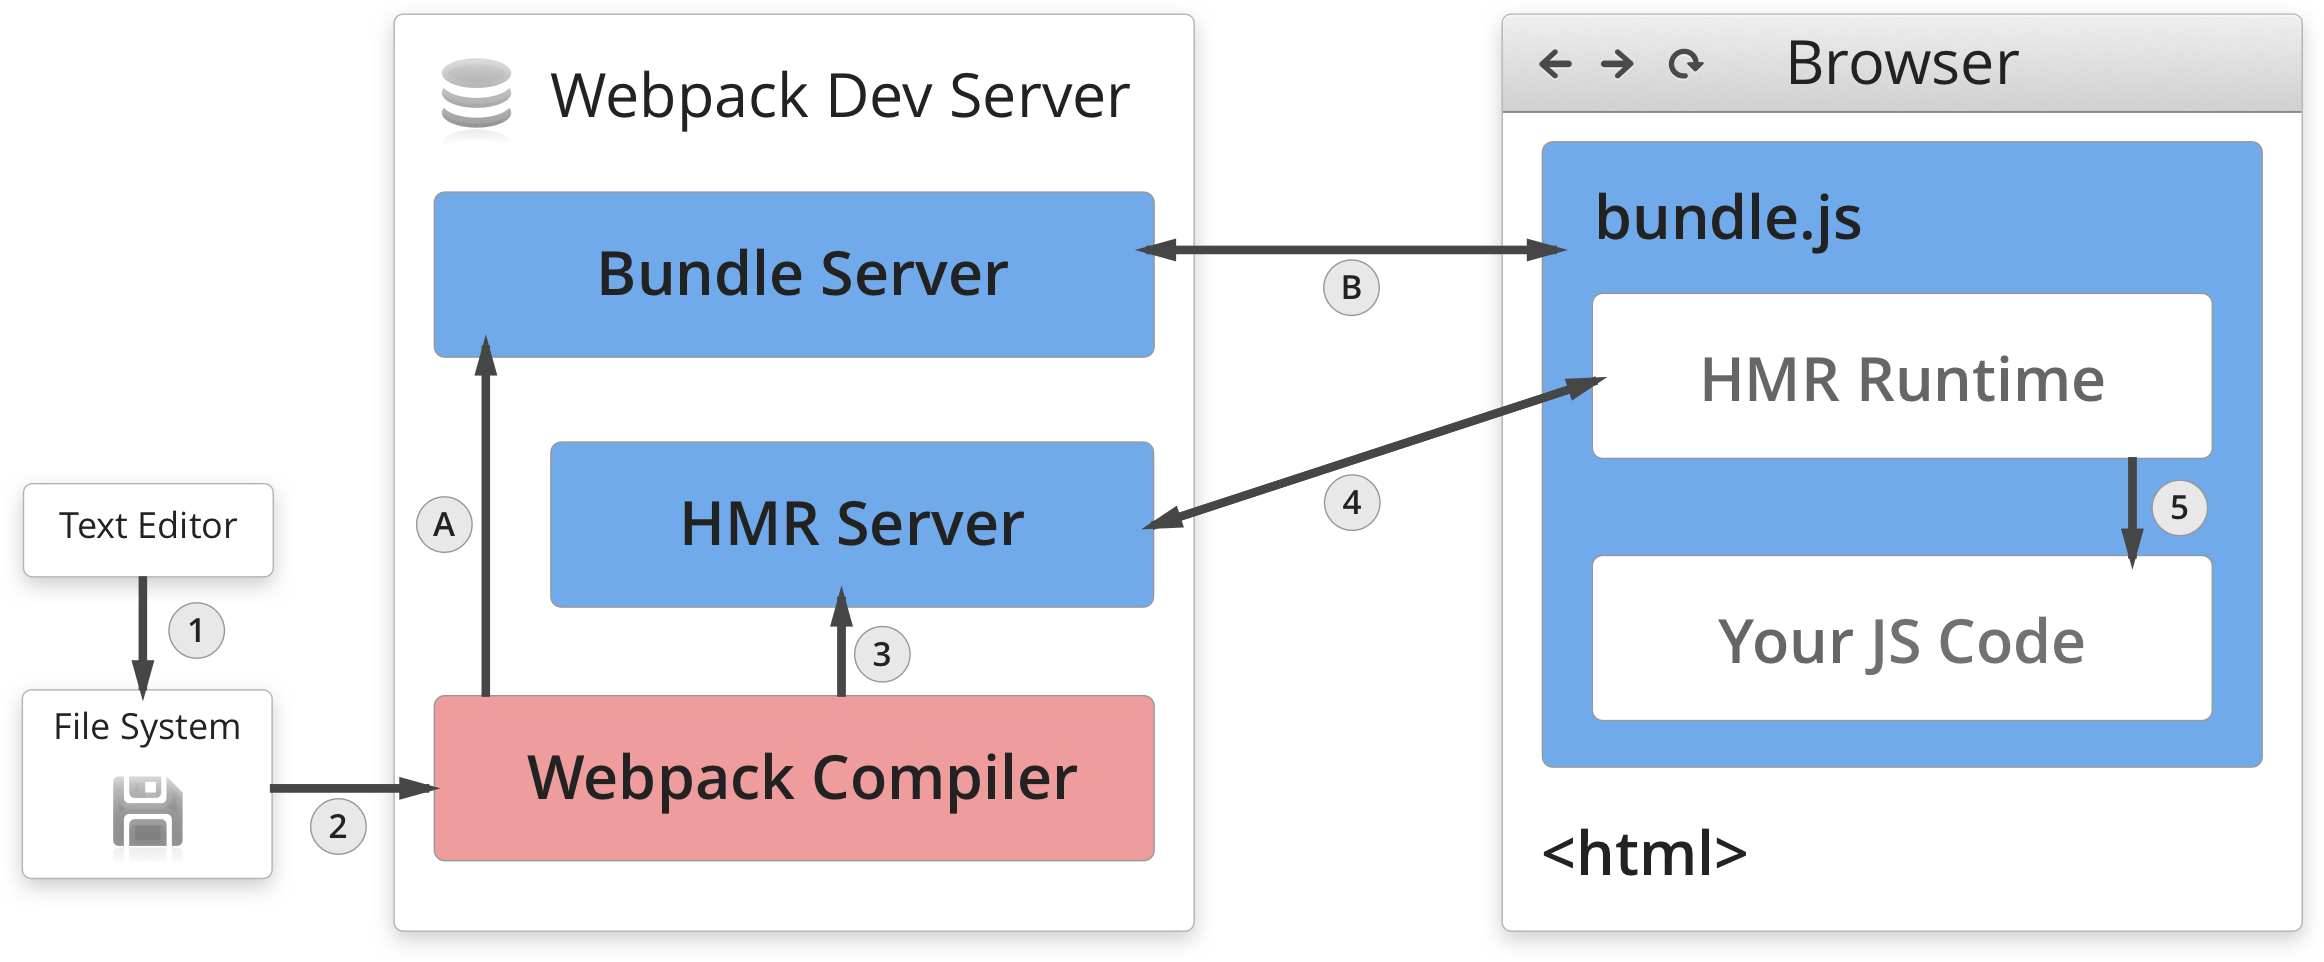 Webpack Dev Server
Bundle Server
A
HMR Server
3
Webpack Compiler
Text Editor
1
File System
2
B
4
Browser
bundle.js
HMR Runtime
5
Your JS Code
<html>